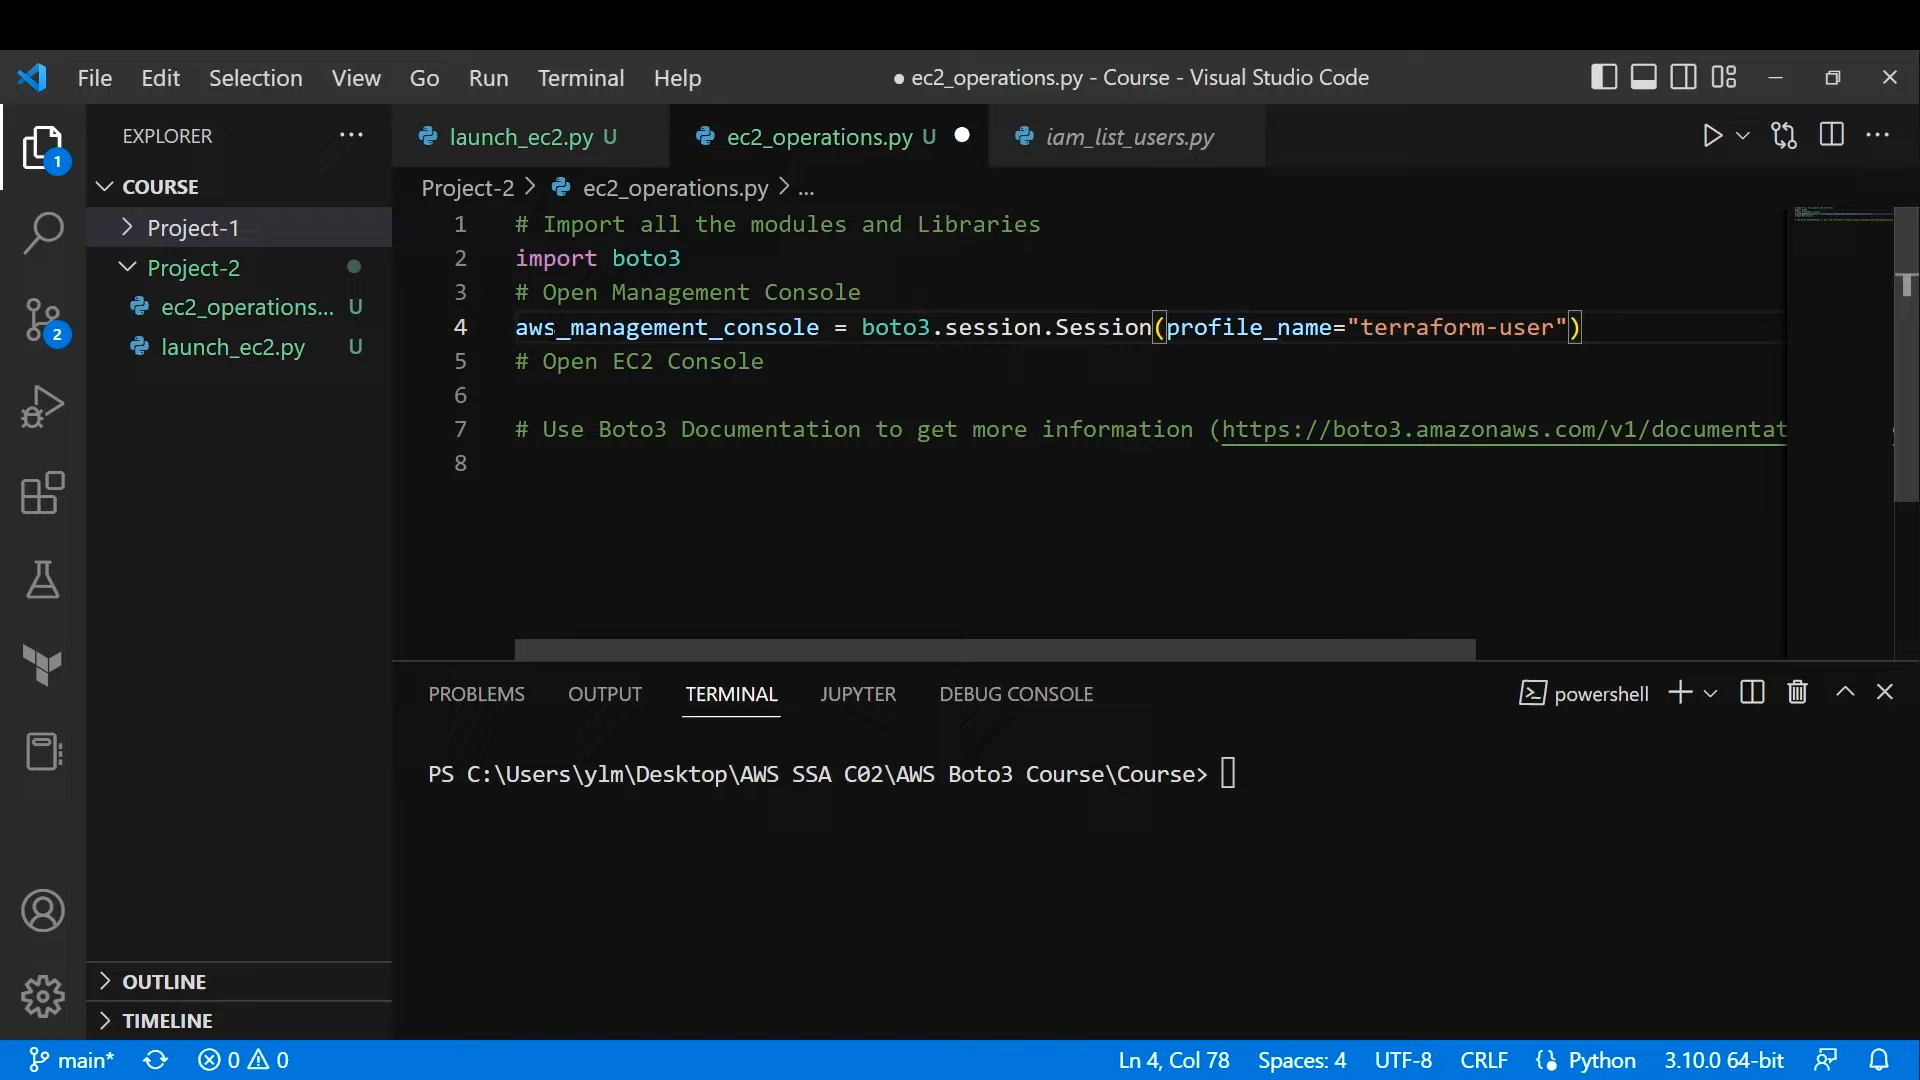 File Edit Selection View Go Run Terminal Help
● ec2_operations.py - Course - Visual Studio Code
EXPLORER
1
2
COURSE
Project-1
Project-2
ec2_operations... U
launch_ec2.py U
OUTLINE
TIMELINE
launch_ec2.py U
ec2_operations.py U
iam_list_users.py
Project-2 > ec2_operations.py > ...
1 # Import all the modules and Libraries
2 import boto3
3 # Open Management Console
4 aws_management_console = boto3.session.Session(profile_name="terraform-user")
5 # Open EC2 Console
6
7 # Use Boto3 Documentation to get more information (https://boto3.amazonaws.com/v1/documentat
8
PROBLEMS OUTPUT TERMINAL JUPYTER DEBUG CONSOLE
powershell
PS C:\Users\ylm\Desktop\AWS SSA C02\AWS Boto3 Course\Course>
main* 0 0
Ln 4, Col 78 Spaces: 4 UTF-8 CRLF Python 3.10.0 64-bit